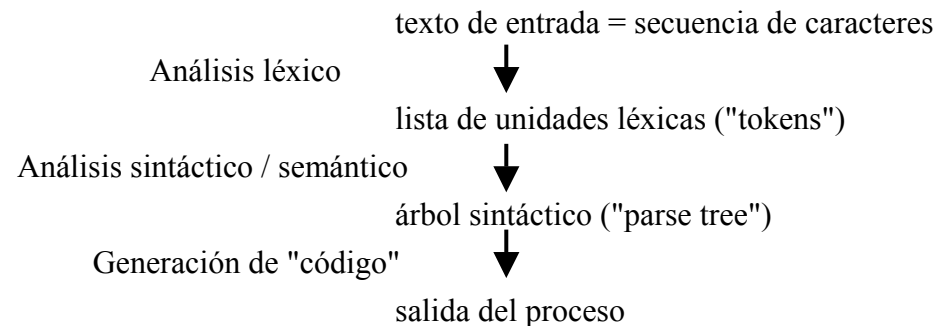 texto de entrada = secuencia de caracteres
Análisis léxico
lista de unidades léxicas ("tokens")
Análisis sintáctico / semántico
árbol sintáctico ("parse tree")
Generación de "código"
salida del proceso